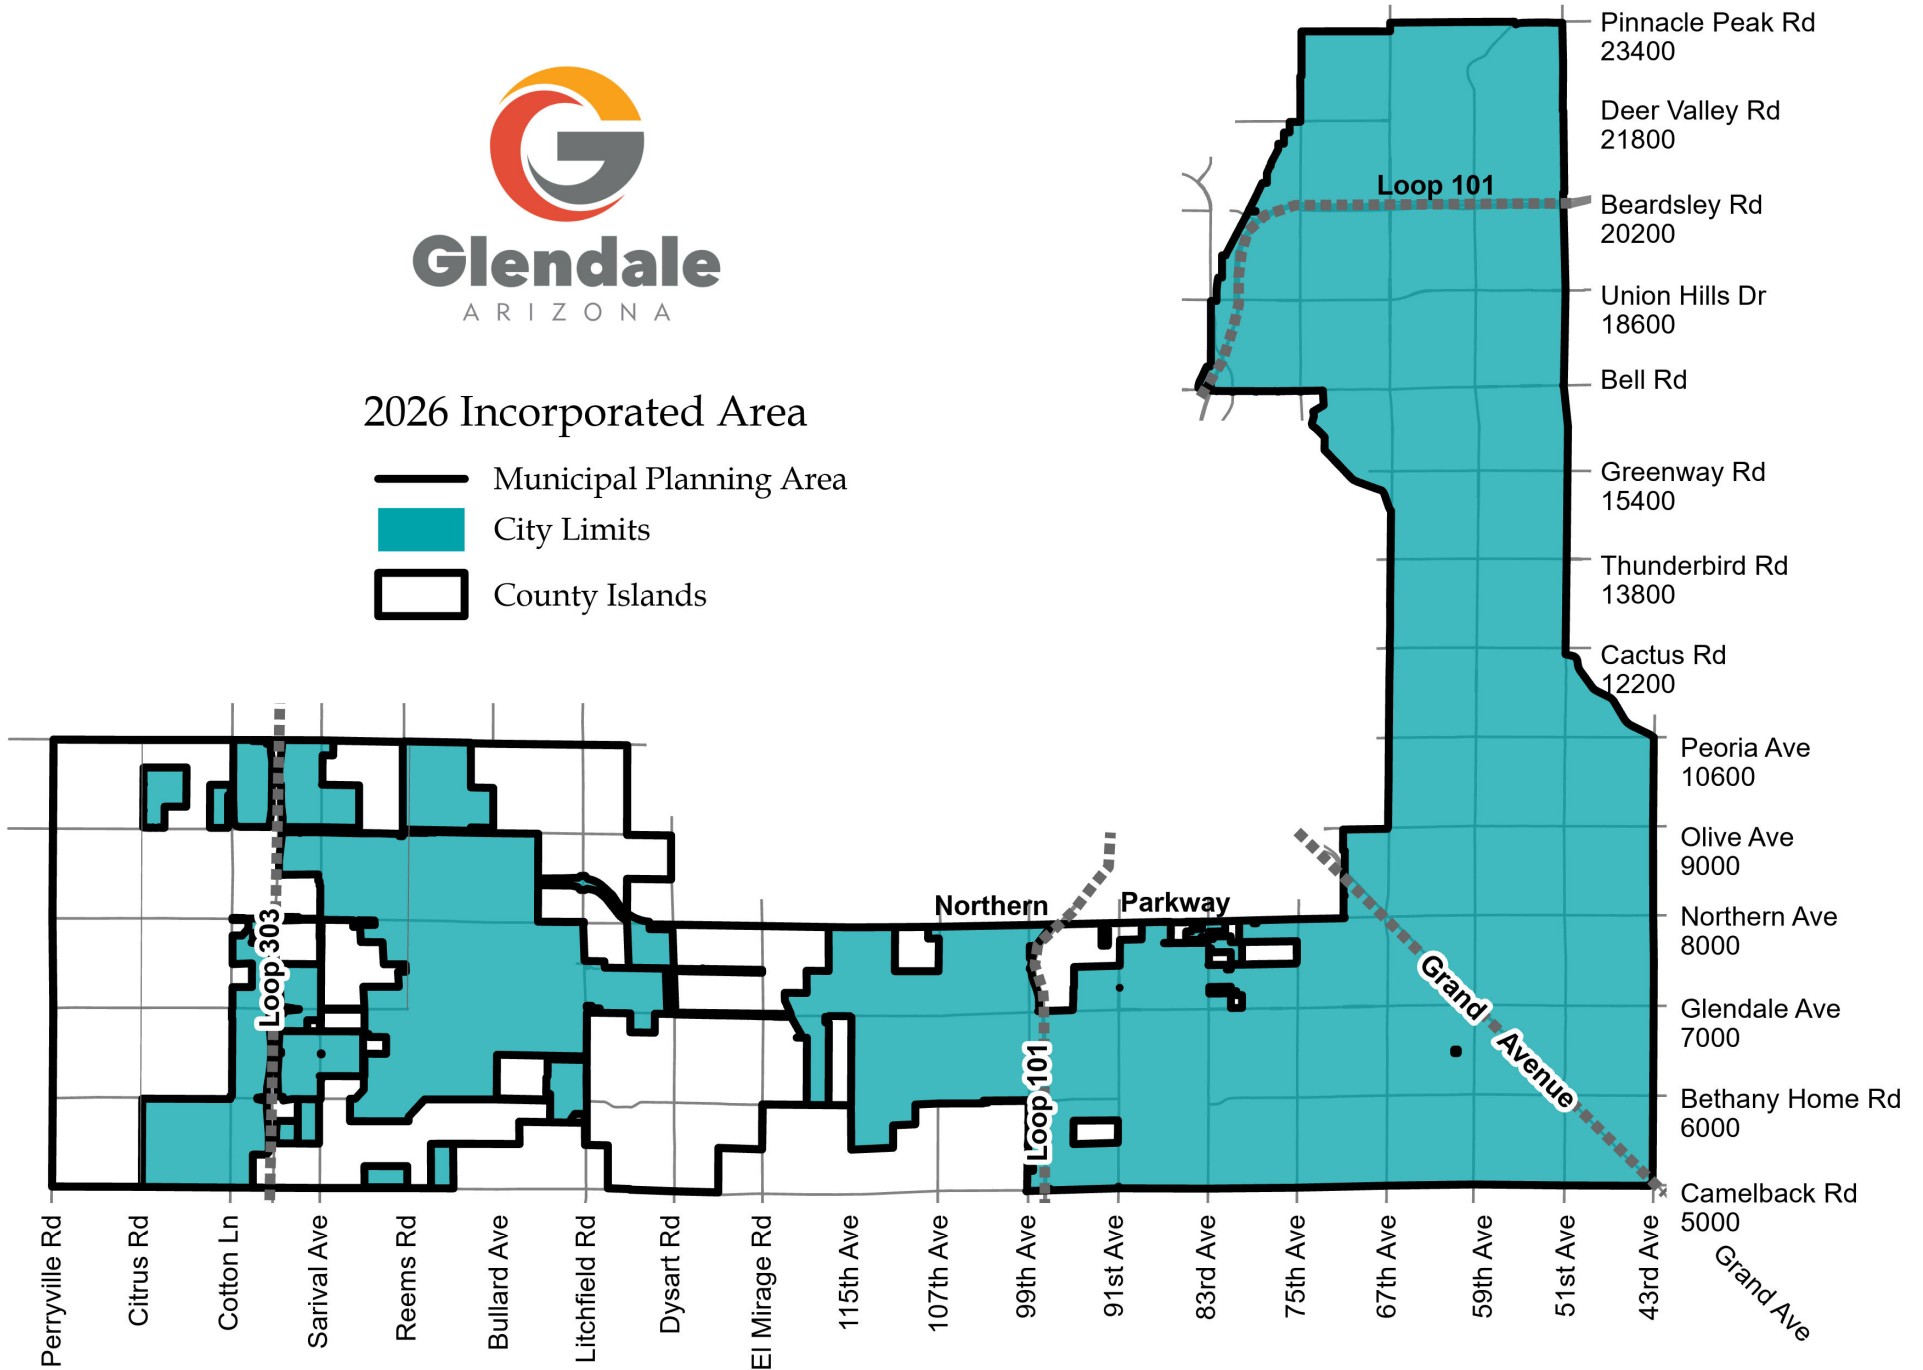 Glendale
ARIZONA
2026 Incorporated Area
Municipal Planning Area
City Limits
County Islands
Pinnacle Peak Rd
23400
Deer Valley Rd
21800
Loop 101
Beardsley Rd
20200
Union Hills Dr
18600
Bell Rd
Greenway Rd
15400
Thunderbird Rd
13800
Cactus Rd
12200
Peoria Ave
10600
Olive Ave
9000
Northern Parkway
Northern Ave
8000
Loop 303
Grand Avenue
Glendale Ave
7000
Loop 101
Bethany Home Rd
6000
Camelback Rd
5000
Perryville Rd
Citrus Rd
Cotton Ln
Sarival Ave
Reems Rd
Bullard Ave
Litchfield Rd
Dysart Rd
El Mirage Rd
115th Ave
107th Ave
99th Ave
91st Ave
83rd Ave
75th Ave
67th Ave
59th Ave
51st Ave
43rd Ave
Grand Ave